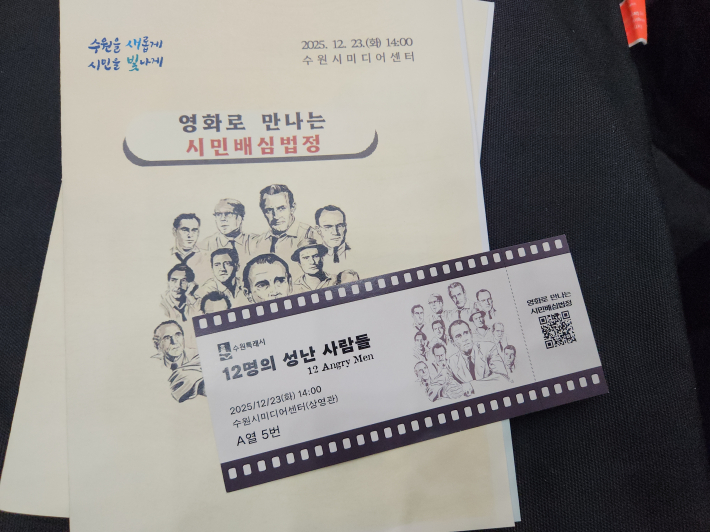 수원을 새롭게
시민을 빛나게
2025. 12. 23.(화) 14:00
수원시미디어센터
영화로 만나는
시민배심법정
수원특례시
12명의 성난 사람들
12 Angry Men
2025/12/23(화) 14:00
수원시미디어센터(상영관)
A열 5번
영화로 만나는
시민배심법정